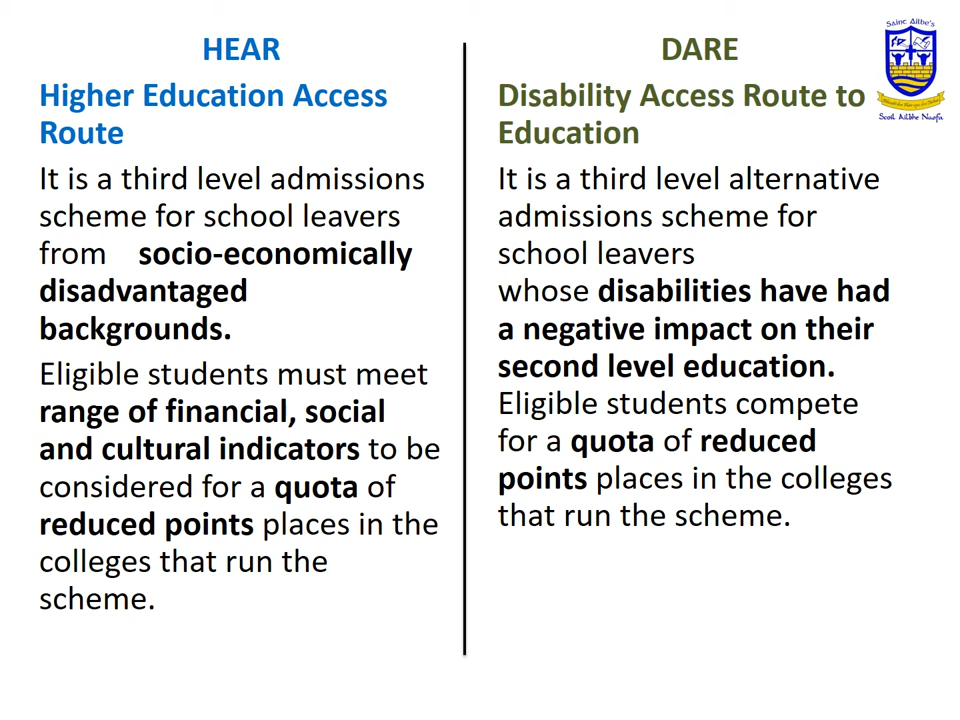 HEAR
Higher Education Access
Route
It is a third level admissions
scheme for school leavers
from socio-economically
disadvantaged
backgrounds.
Eligible students must meet
range of financial, social
and cultural indicators to be
considered for a quota of
reduced points places in the
colleges that run the
scheme.
DARE
Disability Access Route to
Education
It is a third level alternative
admissions scheme for
school leavers
whose disabilities have had
a negative impact on their
second level education.
Eligible students compete
for a quota of reduced
points places in the colleges
that run the scheme.
Sainc Ailbe's
Scoil Ailbhe Naofa